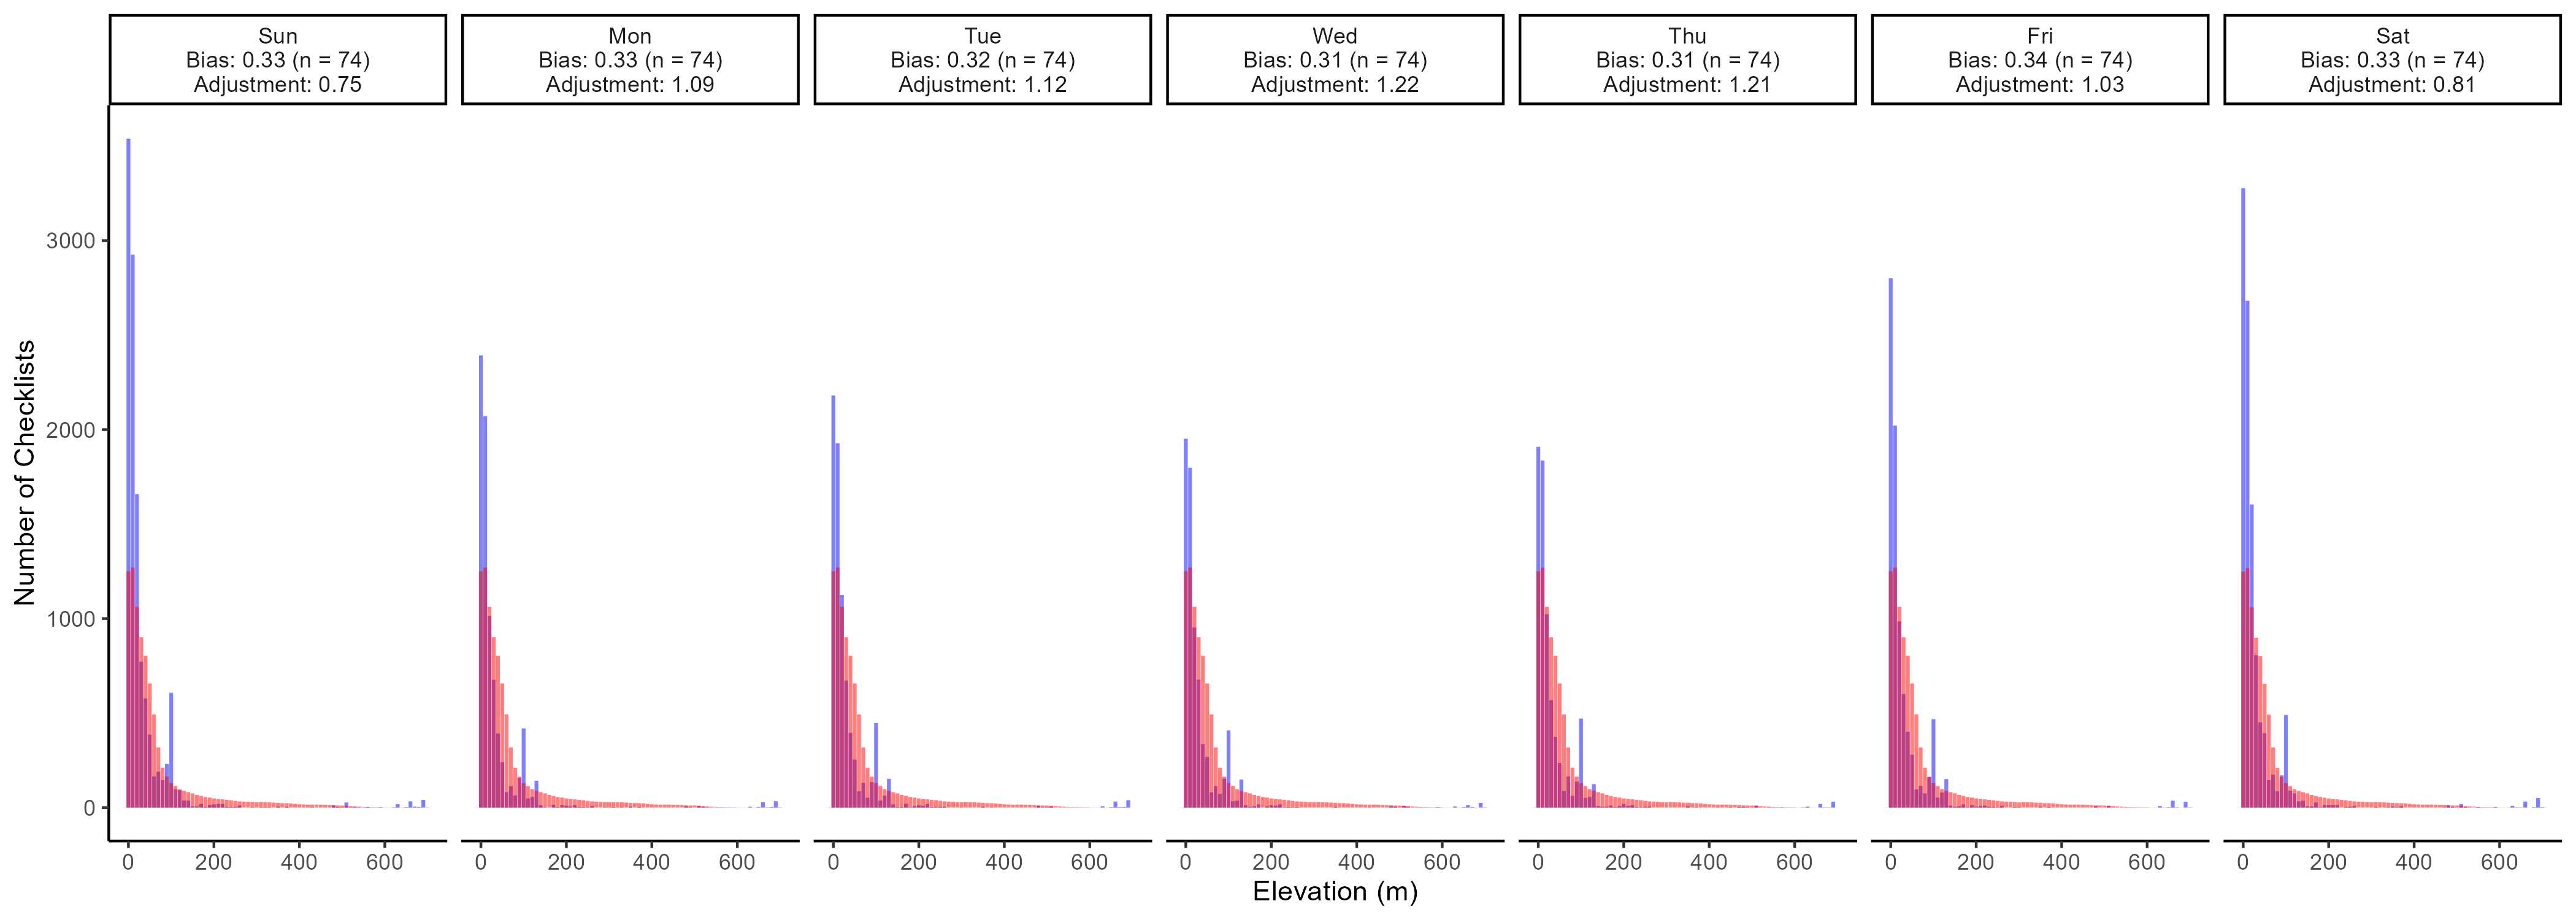 Sun
Bias: 0.33 (n = 74)
Adjustment: 0.75
Mon
Bias: 0.33 (n = 74)
Adjustment: 1.09
Tue
Bias: 0.32 (n = 74)
Adjustment: 1.12
Wed
Bias: 0.31 (n = 74)
Adjustment: 1.22
Thu
Bias: 0.31 (n = 74)
Adjustment: 1.21
Fri
Bias: 0.34 (n = 74)
Adjustment: 1.03
Sat
Bias: 0.33 (n = 74)
Adjustment: 0.81
Number of Checklists
3000
2000
1000
0
0 200 400 600
0 200 400 600
0 200 400 600
0 200 400 600
0 200 400 600
0 200 400 600
0 200 400 600
Elevation (m)